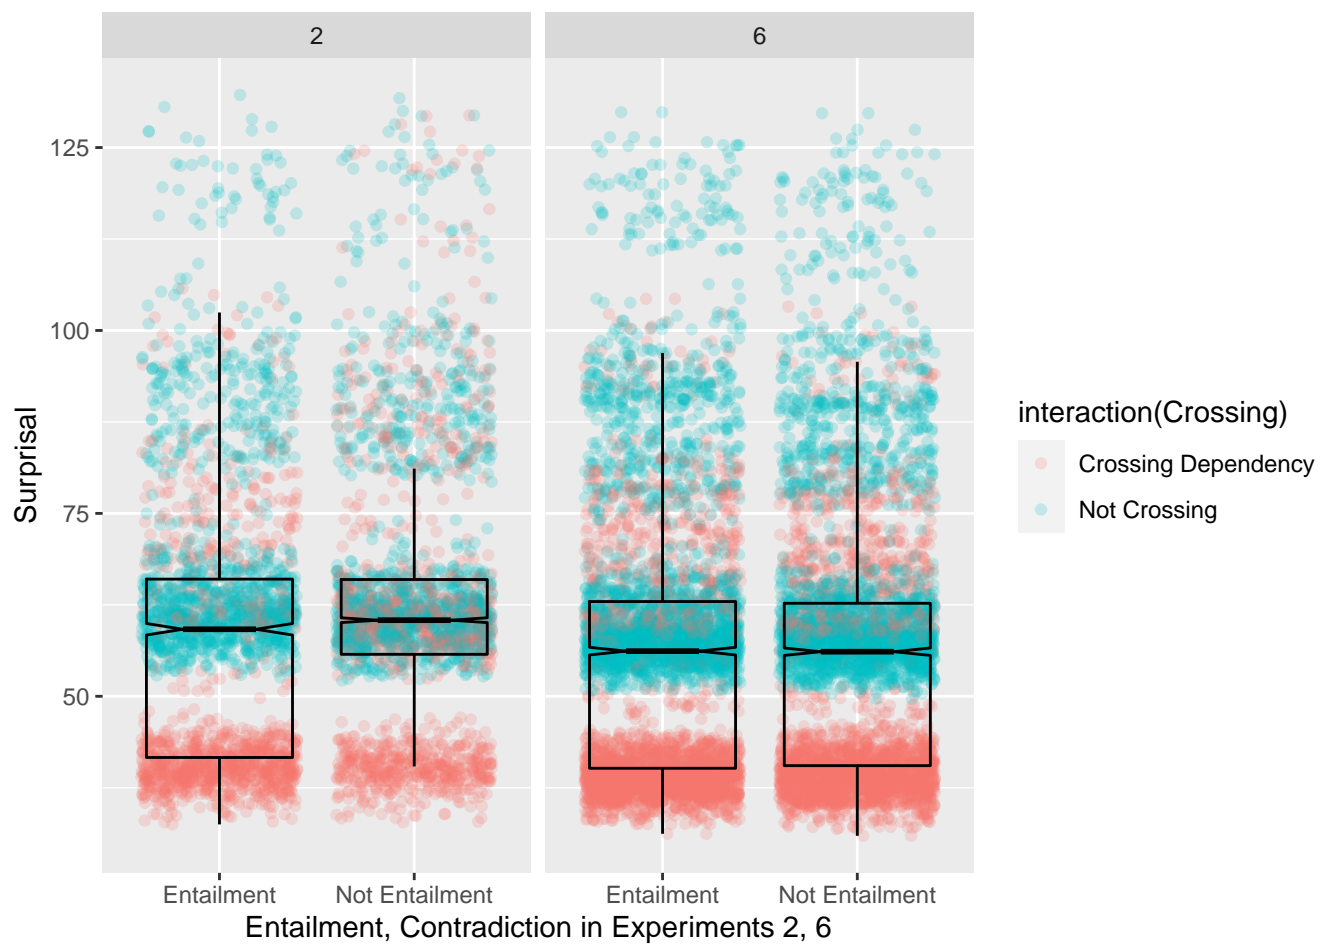 2
6
125
100
75
50
Surprisal
Entailment
Not Entailment
Entailment
Not Entailment
Entailment, Contradiction in Experiments 2, 6
interaction(Crossing)
Crossing Dependency
Not Crossing